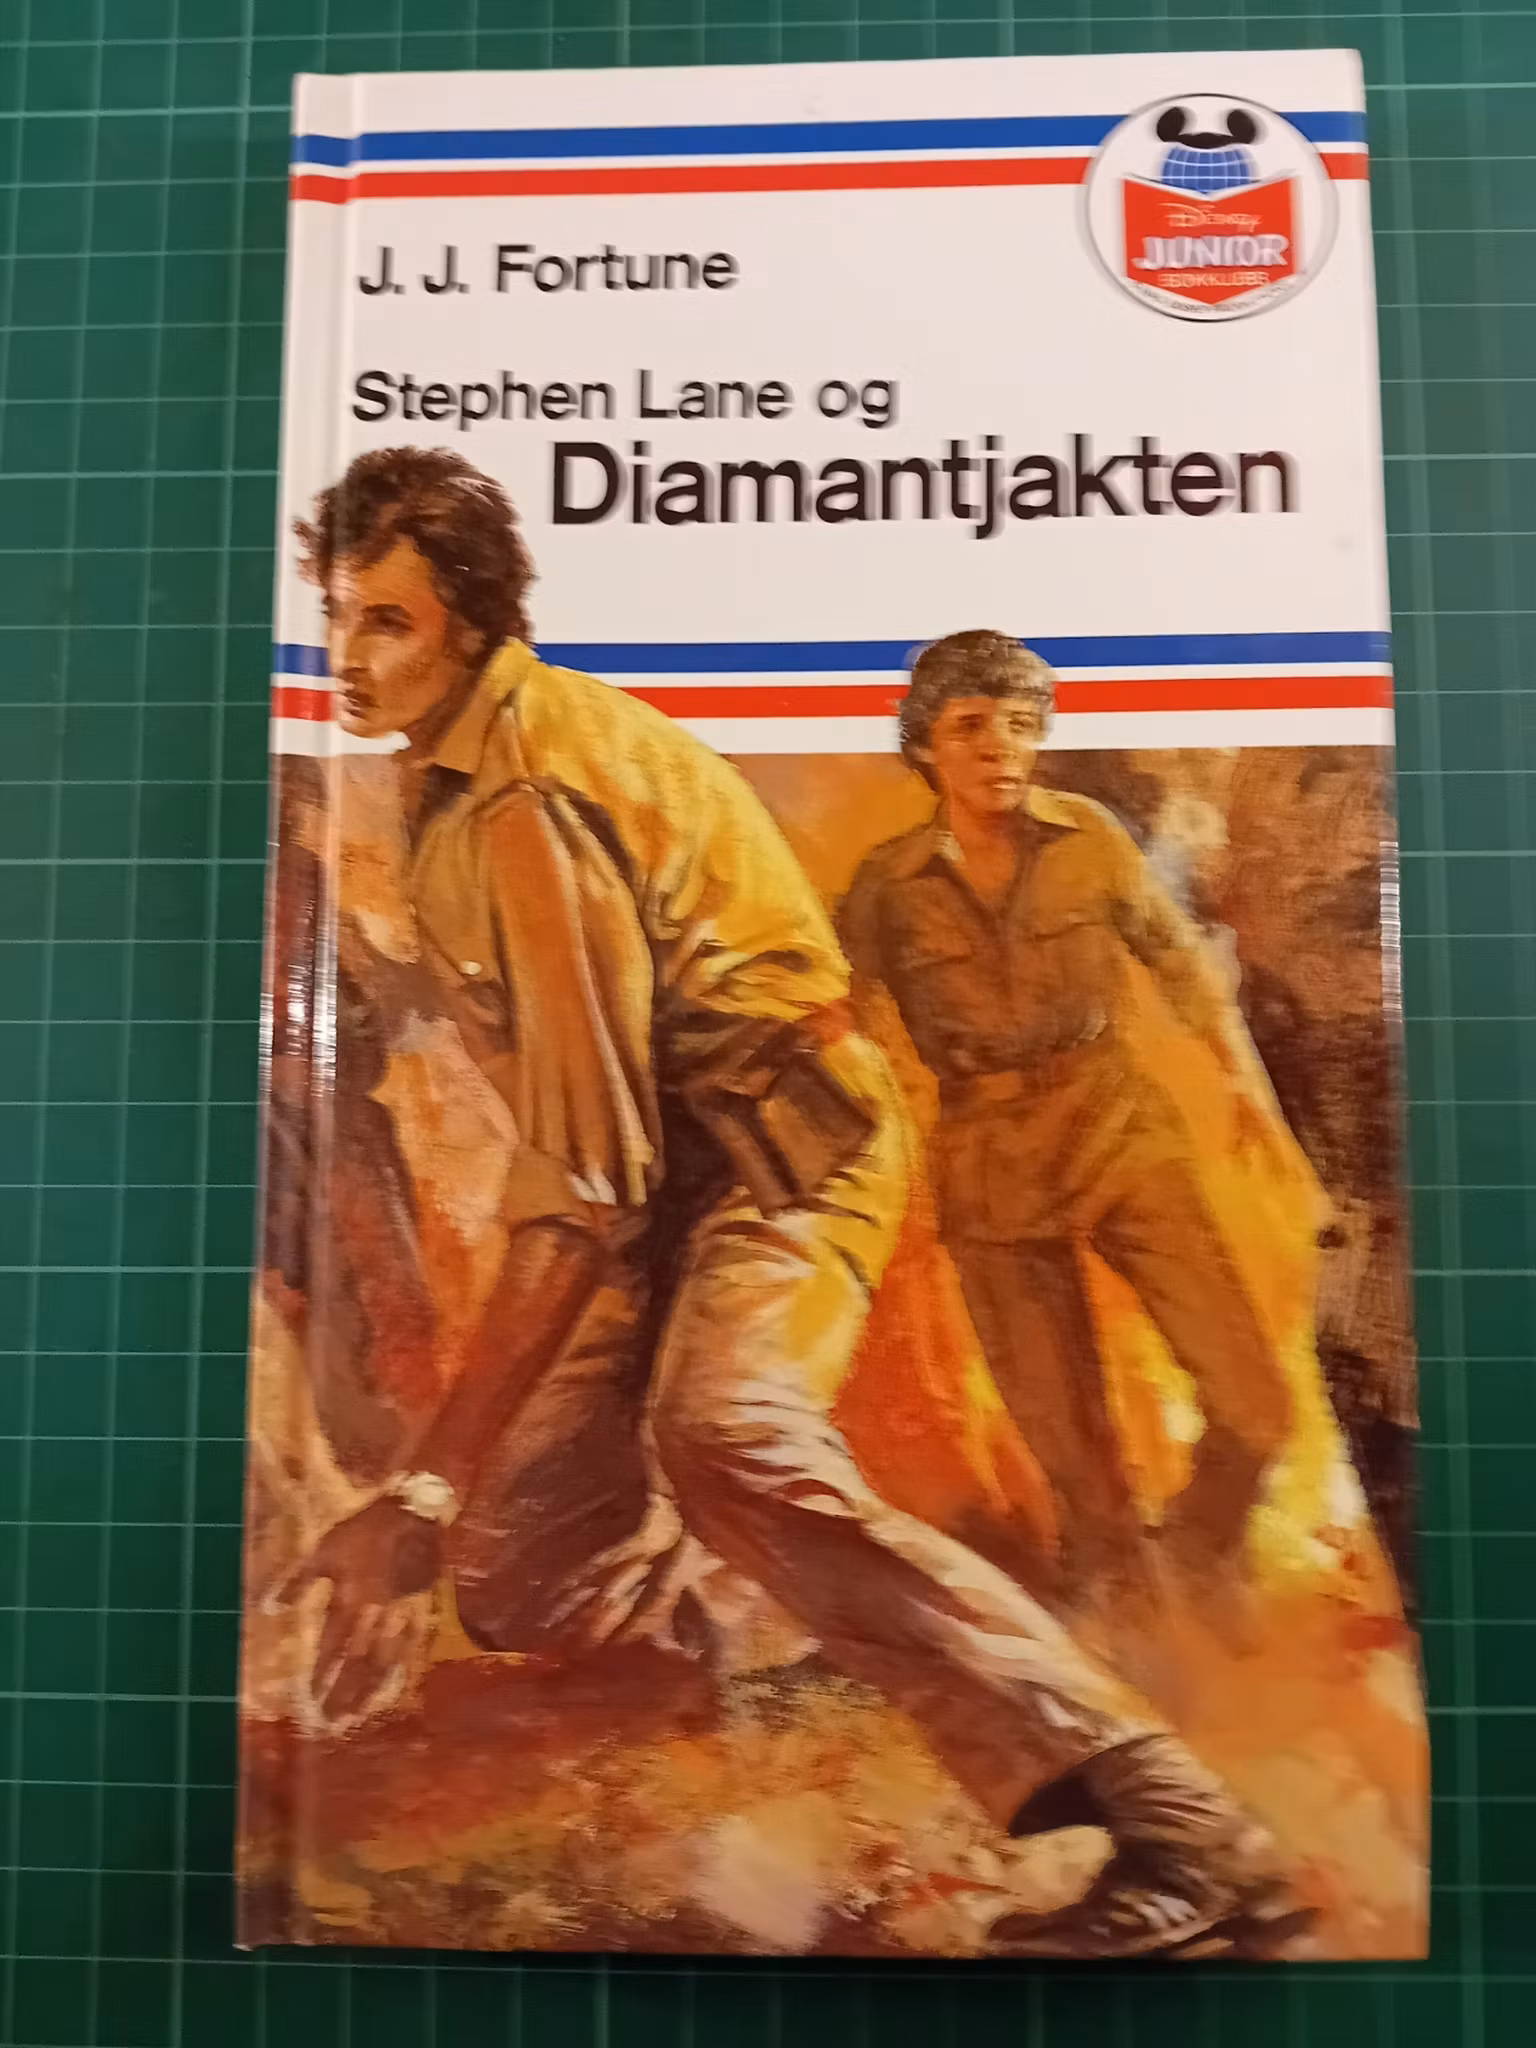 J. J. Fortune
Stephen Lane og
Diamantjakten
Disney
JUNIOR
BOKKLUBB